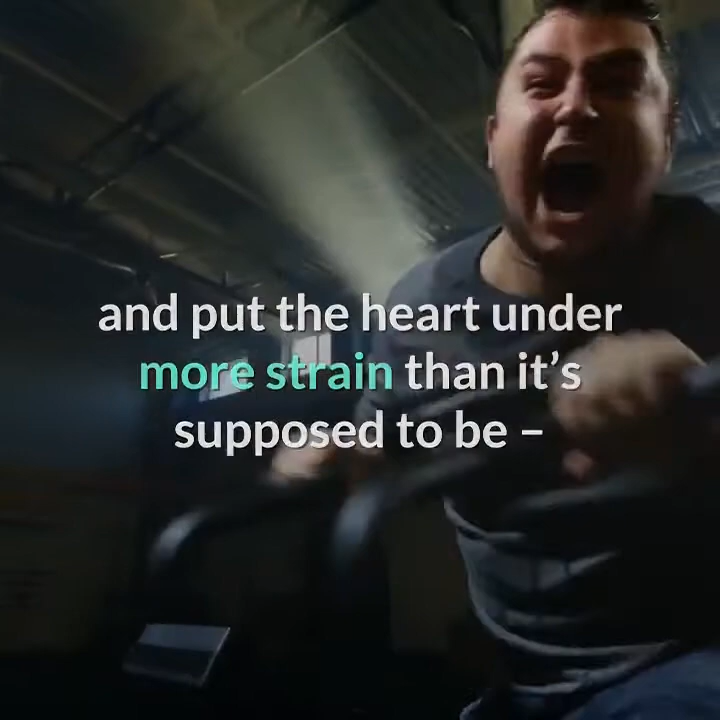 and put the heart under
more strain than it’s
supposed to be –